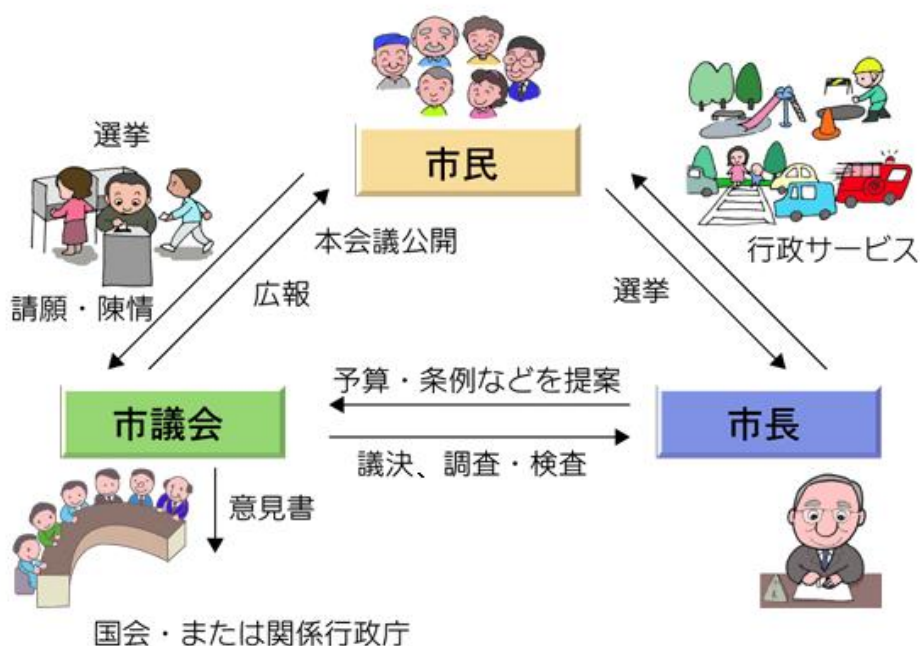 市民
選挙
本会議公開
行政サービス
請願・陳情
広報
選挙
予算・条例などを提案
市議会
市長
議決、調査・検査
意見書
国会・または関係行政庁